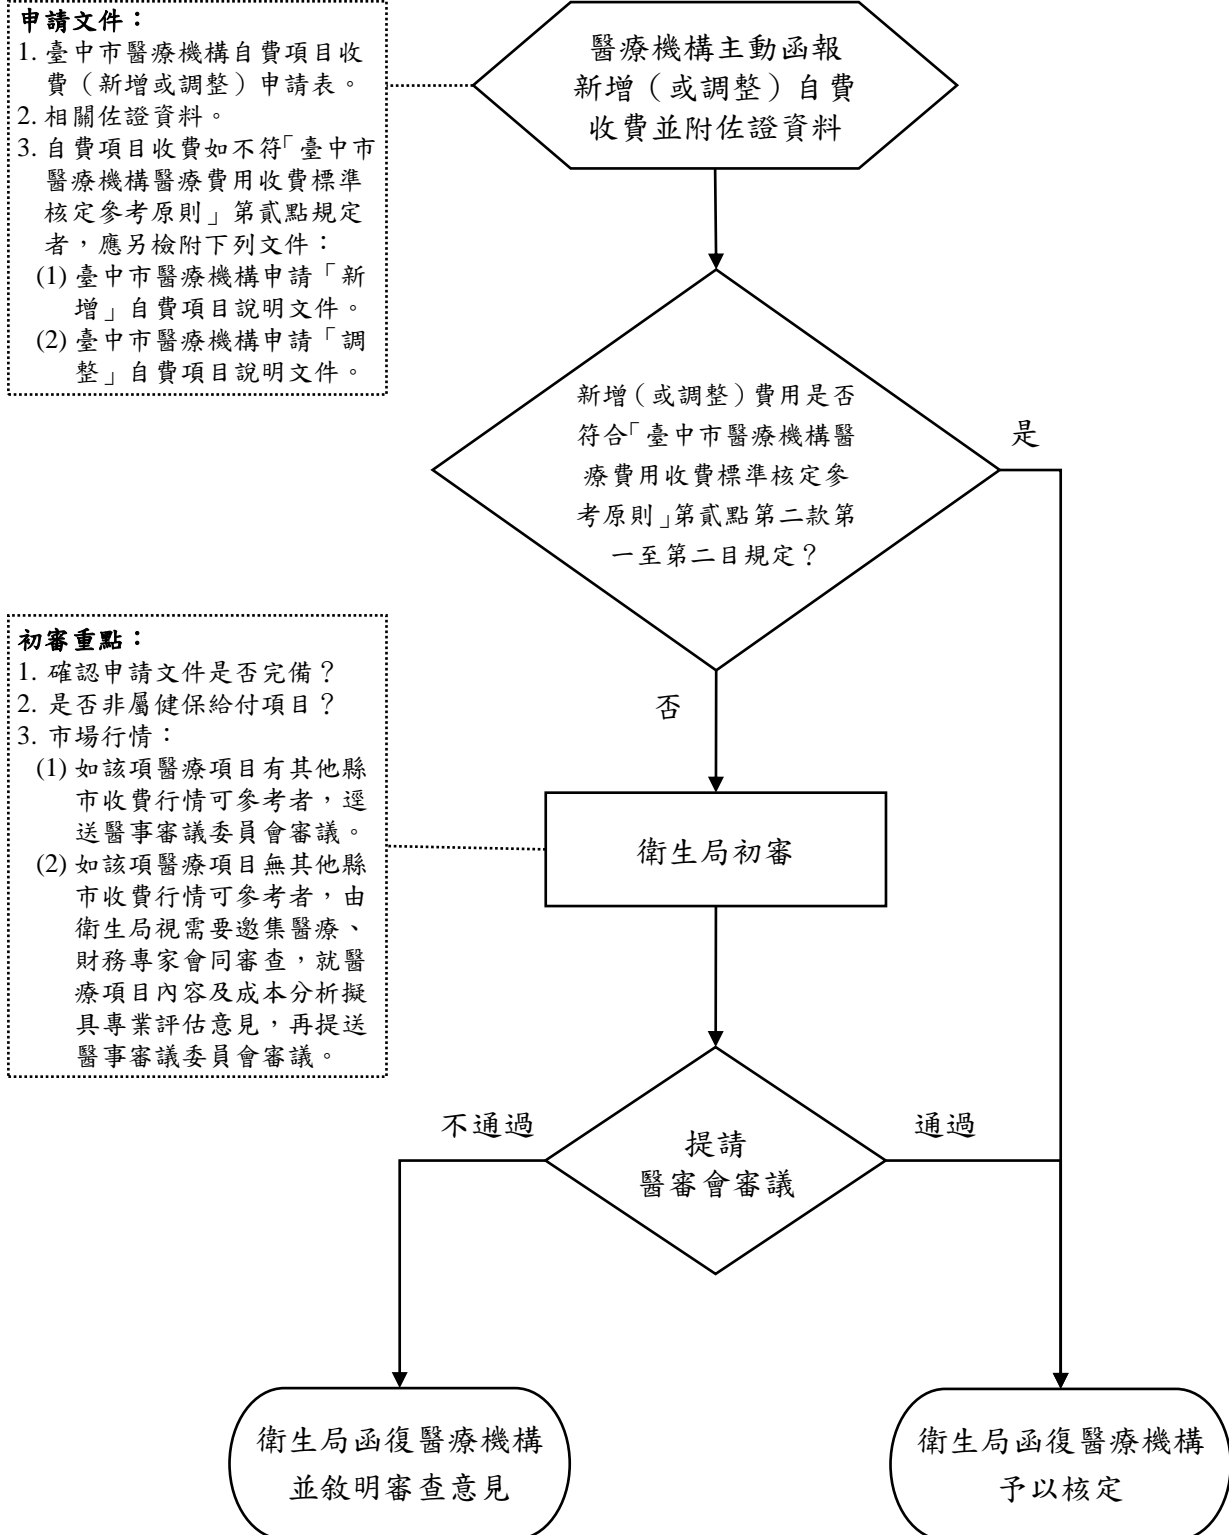 申請文件：
1. 臺中市醫療機構自費項目收
費（新增或調整）申請表。
2. 相關佐證資料。
3. 自費項目收費如不符「臺中市
醫療機構醫療費用收費標準
核定參考原則」第貳點規定
者，應另檢附下列文件：
(1) 臺中市醫療機構申請「新
增」自費項目說明文件。
(2) 臺中市醫療機構申請「調
整」自費項目說明文件。
醫療機構主動函報
新增（或調整）自費
收費並附佐證資料
新增（或調整）費用是否
符合「臺中市醫療機構醫
療費用收費標準核定參
考原則」第貳點第二款第
一至第二目規定？
是
否
初審重點：
1. 確認申請文件是否完備？
2. 是否非屬健保給付項目？
3. 市場行情：
(1) 如該項醫療項目有其他縣
市收費行情可參考者，逕
送醫事審議委員會審議。
(2) 如該項醫療項目無其他縣
市收費行情可參考者，由
衛生局視需要邀集醫療、
財務專家會同審查，就醫
療項目內容及成本分析擬
具專業評估意見，再提送
醫事審議委員會審議。
衛生局初審
不通過
提請
醫審會審議
通過
衛生局函復醫療機構
並敘明審查意見
衛生局函復醫療機構
予以核定